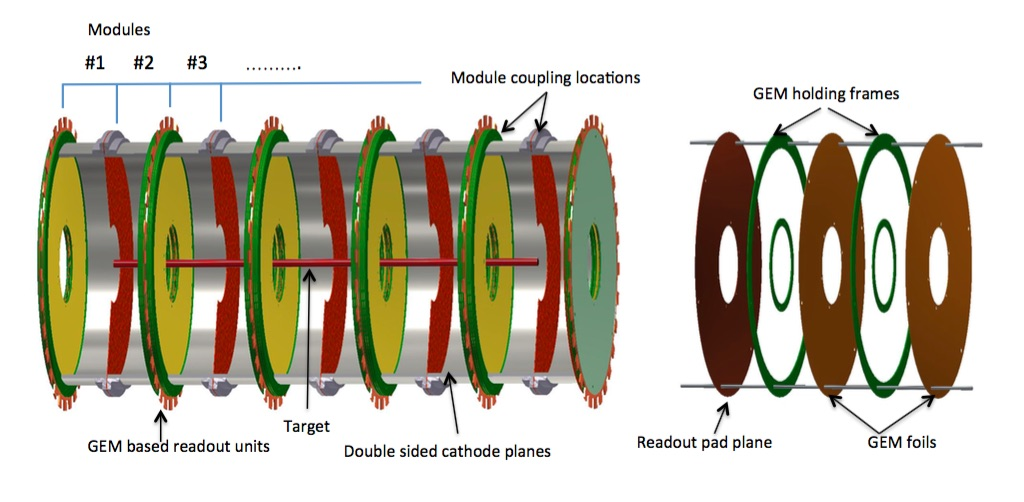 Modules
#1 #2 #3 ..........
Module coupling locations
GEM holding frames
GEM based readout units
Target
Double sided cathode planes
Readout pad plane
GEM foils